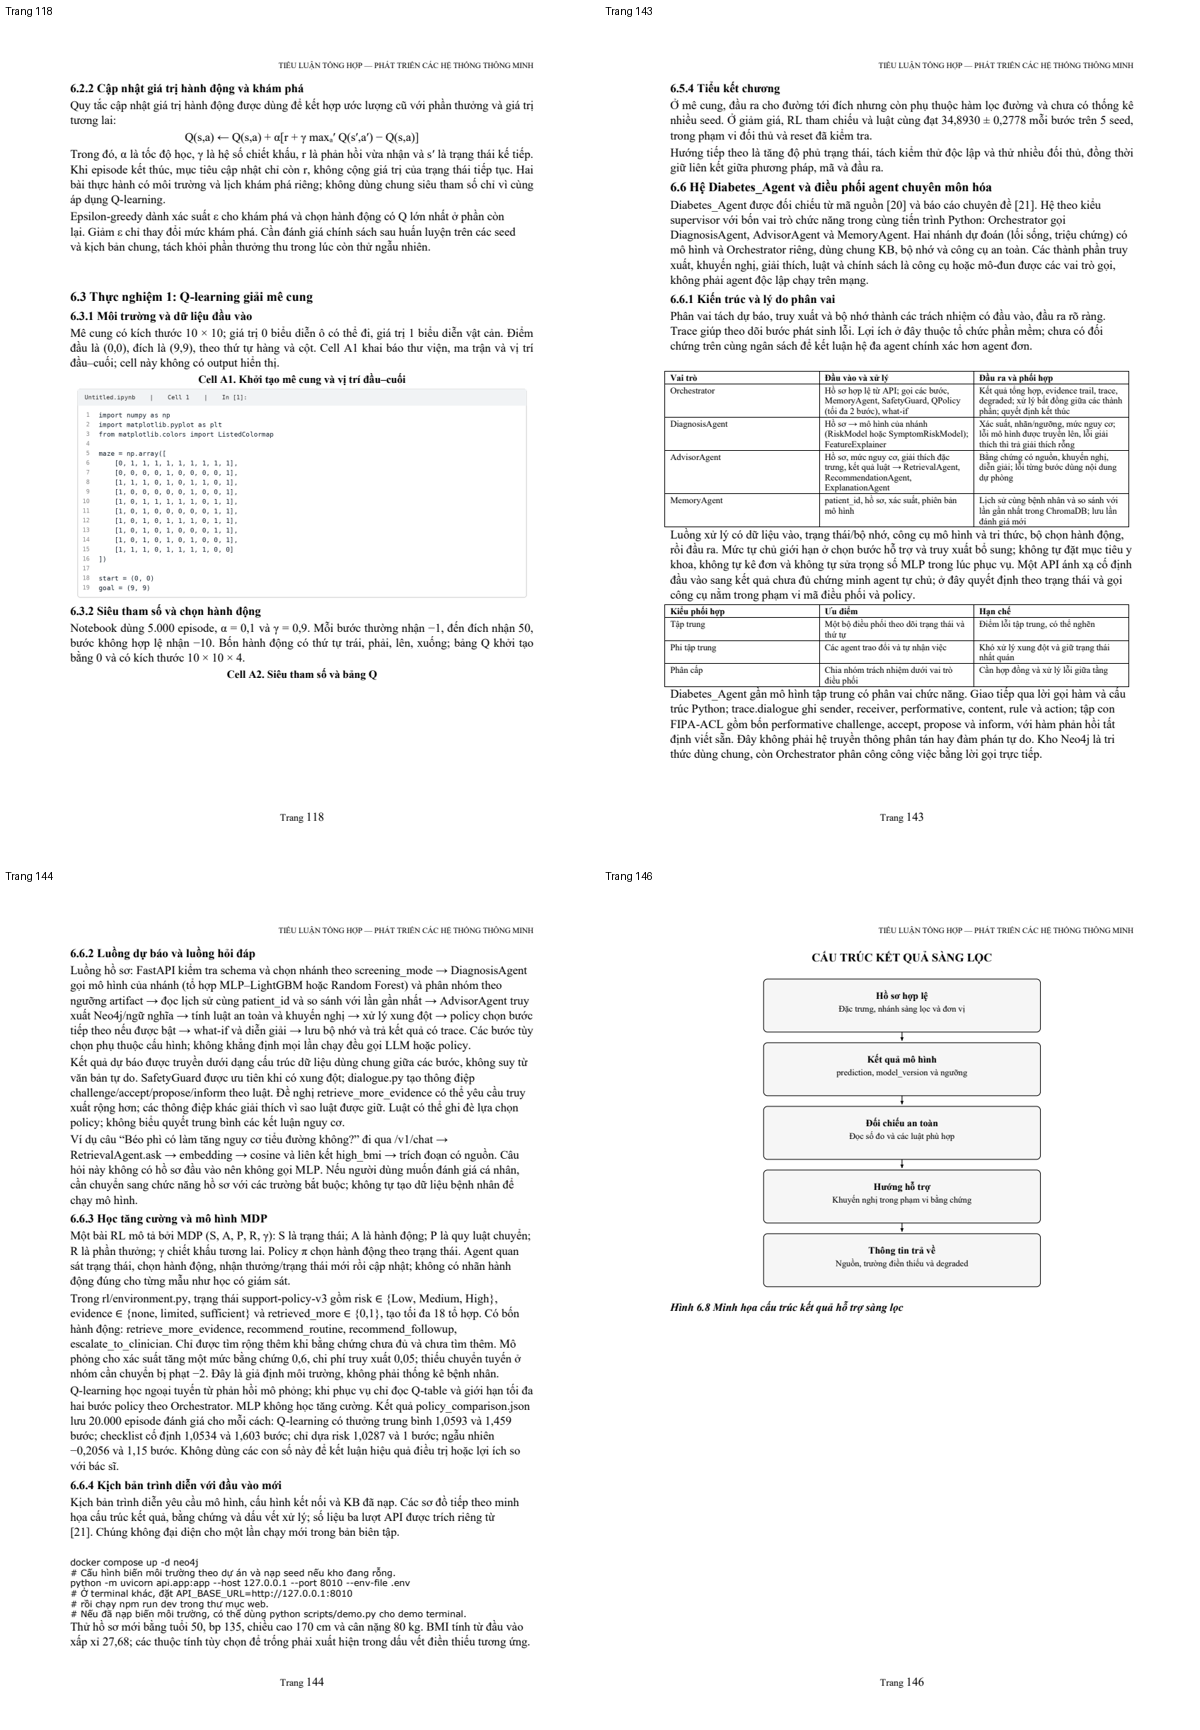 Trang 118
TIỂU LUẬN TỔNG HỢP — PHÁT TRIỂN CÁC HỆ THỐNG THÔNG MINH
6.2.2 Cập nhật giá trị hành động và khám phá
Quy tắc cập nhật giá trị hành động được dùng để kết hợp ước lượng cũ với phần thưởng và giá trị
tương lai:
Q(s,a) ← Q(s,a) + α[r + γ maxₐ′ Q(s′,a′) − Q(s,a)]
Trong đó, α là tốc độ học, γ là hệ số chiết khấu, r là phản hồi vừa nhận và s′ là trạng thái kế tiếp.
Khi episode kết thúc, mục tiêu cập nhật chỉ còn r, không cộng giá trị của trạng thái tiếp tục. Hai
bài thực hành có môi trường và lịch khám phá riêng; không dùng chung siêu tham số chỉ vì cùng
áp dụng Q-learning.
Epsilon-greedy dành xác suất ε cho khám phá và chọn hành động có Q lớn nhất ở phần còn
lại. Giảm ε chỉ thay đổi mức khám phá. Cần đánh giá chính sách sau huấn luyện trên các seed
và kịch bản chung, tách khỏi phần thưởng thu trong lúc còn thử ngẫu nhiên.
6.3 Thực nghiệm 1: Q-learning giải mê cung
6.3.1 Môi trường và dữ liệu đầu vào
Mê cung có kích thước 10 × 10; giá trị 0 biểu diễn ô có thể đi, giá trị 1 biểu diễn vật cản. Điểm
đầu là (0,0), đích là (9,9), theo thứ tự hàng và cột. Cell A1 khai báo thư viện, ma trận và vị trí
đầu–cuối; cell này không có output hiển thị.
Cell A1. Khởi tạo mê cung và vị trí đầu–cuối
Untitled.ipynb | Cell 1 | In [1]:
1 import numpy as np
2 import matplotlib.pyplot as plt
3 from matplotlib.colors import ListedColormap
4
5 maze = np.array([
6 [0, 1, 1, 1, 1, 1, 1, 1, 1, 1],
7 [0, 0, 0, 0, 1, 0, 0, 0, 0, 1],
8 [1, 1, 1, 0, 1, 0, 1, 1, 0, 1],
9 [1, 0, 0, 0, 0, 0, 1, 0, 0, 1],
10 [1, 0, 1, 1, 1, 1, 1, 0, 1, 1],
11 [1, 0, 1, 0, 0, 0, 0, 0, 1, 1],
12 [1, 0, 1, 0, 1, 1, 1, 0, 1, 1],
13 [1, 0, 1, 0, 1, 0, 0, 0, 0, 1],
14 [1, 0, 0, 1, 0, 1, 0, 1, 0, 1],
15 [1, 1, 1, 0, 1, 1, 1, 1, 0, 0]
16 ])
17
18 start = (0, 0)
19 goal = (9, 9)
6.3.2 Siêu tham số và chọn hành động
Notebook dùng 5.000 episode, α = 0,1 và γ = 0,9. Mỗi bước thường nhận −1, đến đích nhận 50,
bước không hợp lệ nhận −10. Bốn hành động có thứ tự trái, phải, lên, xuống; bảng Q khởi tạo
bằng 0 và có kích thước 10 × 10 × 4.
Cell A2. Siêu tham số và bảng Q
Trang 118
Trang 143
TIỂU LUẬN TỔNG HỢP — PHÁT TRIỂN CÁC HỆ THỐNG THÔNG MINH
6.5.4 Tiểu kết chương
Ở mê cung, đầu ra cho đường tới đích nhưng còn phụ thuộc hàm lọc đường và chưa có thống kê
nhiều seed. Ở giảm giá, RL tham chiếu và luật cùng đạt 34,8930 ± 0,2778 mỗi bước trên 5 seed,
trong phạm vi đối thủ và reset đã kiểm tra.
Hướng tiếp theo là tăng độ phủ trạng thái, tách kiểm thử độc lập và thử nhiều đối thủ, đồng thời
giữ liên kết giữa phương pháp, mã và đầu ra.
6.6 Hệ Diabetes_Agent và điều phối agent chuyên môn hóa
Diabetes_Agent được đối chiếu từ mã nguồn [20] và báo cáo chuyên đề [21]. Hệ theo kiểu
supervisor với bốn vai trò chức năng trong cùng tiến trình Python: Orchestrator gọi
DiagnosisAgent, AdvisorAgent và MemoryAgent. Hai nhánh dự đoán (lối sống, triệu chứng) có
mô hình và Orchestrator riêng, dùng chung KB, bộ nhớ và công cụ an toàn. Các thành phần truy
xuất, khuyến nghị, giải thích, luật và chính sách là công cụ hoặc mô-đun được các vai trò gọi,
không phải agent độc lập chạy trên mạng.
6.6.1 Kiến trúc và lý do phân vai
Phân vai tách dự báo, truy xuất và bộ nhớ thành các trách nhiệm có đầu vào, đầu ra rõ ràng.
Trace giúp theo dõi bước phát sinh lỗi. Lợi ích ở đây thuộc tổ chức phần mềm; chưa có đối
chứng trên cùng ngân sách để kết luận hệ đa agent chính xác hơn agent đơn.
Vai trò Đầu vào và xử lý Đầu ra và phối hợp
Orchestrator Hồ sơ hợp lệ từ API; gọi các bước, Kết quả tổng hợp, evidence trail, trace,
MemoryAgent, SafetyGuard, QPolicy degraded; xử lý bất đồng giữa các thành
(tối đa 2 bước), what-if phần; quyết định kết thúc
DiagnosisAgent Hồ sơ → mô hình của nhánh Xác suất, nhãn/ngưỡng, mức nguy cơ;
(RiskModel hoặc SymptomRiskModel); lỗi mô hình được truyền lên, lỗi giải
FeatureExplainer thích thì trả giải thích rỗng
AdvisorAgent Hồ sơ, mức nguy cơ, giải thích đặc Bằng chứng có nguồn, khuyến nghị,
trưng, kết quả luật → RetrievalAgent, diễn giải; lỗi từng bước dùng nội dung
RecommendationAgent, dự phòng
ExplanationAgent
MemoryAgent patient_id, hồ sơ, xác suất, phiên bản Lịch sử cùng bệnh nhân và so sánh với
mô hình lần gần nhất trong ChromaDB; lưu lần
đánh giá mới
Luồng xử lý có dữ liệu vào, trạng thái/bộ nhớ, công cụ mô hình và tri thức, bộ chọn hành động,
rồi đầu ra. Mức tự chủ giới hạn ở chọn bước hỗ trợ và truy xuất bổ sung; không tự đặt mục tiêu y
khoa, không tự kê đơn và không tự sửa trọng số MLP trong lúc phục vụ. Một API ánh xạ cố định
đầu vào sang kết quả chưa đủ chứng minh agent tự chủ; ở đây quyết định theo trạng thái và gọi
công cụ nằm trong phạm vi mã điều phối và policy.
Kiểu phối hợp Ưu điểm Hạn chế
Tập trung Một bộ điều phối theo dõi trạng thái và Điểm lỗi tập trung, có thể nghẽn
thứ tự
Phi tập trung Các agent trao đổi và tự nhận việc Khó xử lý xung đột và giữ trạng thái
nhất quán
Phân cấp Chia nhóm trách nhiệm dưới vai trò Cần hợp đồng và xử lý lỗi giữa tầng
điều phối
Diabetes_Agent gần mô hình tập trung có phân vai chức năng. Giao tiếp qua lời gọi hàm và cấu
trúc Python; trace.dialogue ghi sender, receiver, performative, content, rule và action; tập con
FIPA-ACL gồm bốn performative challenge, accept, propose và inform, với hàm phản hồi tất
định viết sẵn. Đây không phải hệ truyền thông phân tán hay đàm phán tự do. Kho Neo4j là tri
thức dùng chung, còn Orchestrator phân công công việc bằng lời gọi trực tiếp.
Trang 143
Trang 144
TIỂU LUẬN TỔNG HỢP — PHÁT TRIỂN CÁC HỆ THỐNG THÔNG MINH
6.6.2 Luồng dự báo và luồng hỏi đáp
Luồng hồ sơ: FastAPI kiểm tra schema và chọn nhánh theo screening_mode → DiagnosisAgent
gọi mô hình của nhánh (tổ hợp MLP–LightGBM hoặc Random Forest) và phân nhóm theo
ngưỡng artifact → đọc lịch sử cùng patient_id và so sánh với lần gần nhất → AdvisorAgent truy
xuất Neo4j/ngữ nghĩa → tính luật an toàn và khuyến nghị → xử lý xung đột → policy chọn bước
tiếp theo nếu được bật → what-if và diễn giải → lưu bộ nhớ và trả kết quả có trace. Các bước tùy
chọn phụ thuộc cấu hình; không khẳng định mọi lần chạy đều gọi LLM hoặc policy.
Kết quả dự báo được truyền dưới dạng cấu trúc dữ liệu dùng chung giữa các bước, không suy từ
văn bản tự do. SafetyGuard được ưu tiên khi có xung đột; dialogue.py tạo thông điệp
challenge/accept/propose/inform theo luật. Đề nghị retrieve_more_evidence có thể yêu cầu truy
xuất rộng hơn; các thông điệp khác giải thích vì sao luật được giữ. Luật có thể ghi đè lựa chọn
policy; không biểu quyết trung bình các kết luận nguy cơ.
Ví dụ câu “Béo phì có làm tăng nguy cơ tiểu đường không?” đi qua /v1/chat →
RetrievalAgent.ask → embedding → cosine và liên kết high_bmi → trích đoạn có nguồn. Câu
hỏi này không có hồ sơ đầu vào nên không gọi MLP. Nếu người dùng muốn đánh giá cá nhân,
cần chuyển sang chức năng hồ sơ với các trường bắt buộc; không tự tạo dữ liệu bệnh nhân để
chạy mô hình.
6.6.3 Học tăng cường và mô hình MDP
Một bài RL mô tả bởi MDP (S, A, P, R, γ): S là trạng thái; A là hành động; P là quy luật chuyển;
R là phần thưởng; γ chiết khấu tương lai. Policy π chọn hành động theo trạng thái. Agent quan
sát trạng thái, chọn hành động, nhận thưởng/trạng thái mới rồi cập nhật; không có nhãn hành
động đúng cho từng mẫu như học có giám sát.
Trong rl/environment.py, trạng thái support-policy-v3 gồm risk ∈ {Low, Medium, High},
evidence ∈ {none, limited, sufficient} và retrieved_more ∈ {0,1}, tạo tối đa 18 tổ hợp. Có bốn
hành động: retrieve_more_evidence, recommend_routine, recommend_followup,
escalate_to_clinician. Chỉ được tìm rộng thêm khi bằng chứng chưa đủ và chưa tìm thêm. Mô
phỏng cho xác suất tăng một mức bằng chứng 0,6, chi phí truy xuất 0,05; thiếu chuyển tuyến ở
nhóm cần chuyển bị phạt −2. Đây là giả định môi trường, không phải thống kê bệnh nhân.
Q-learning học ngoại tuyến từ phản hồi mô phỏng; khi phục vụ chỉ đọc Q-table và giới hạn tối đa
hai bước policy theo Orchestrator. MLP không học tăng cường. Kết quả policy_comparison.json
lưu 20.000 episode đánh giá cho mỗi cách: Q-learning có thưởng trung bình 1,0593 và 1,459
bước; checklist cố định 1,0534 và 1,603 bước; chỉ dựa risk 1,0287 và 1 bước; ngẫu nhiên
−0,2056 và 1,15 bước. Không dùng các con số này để kết luận hiệu quả điều trị hoặc lợi ích so
với bác sĩ.
6.6.4 Kịch bản trình diễn với đầu vào mới
Kịch bản trình diễn yêu cầu mô hình, cấu hình kết nối và KB đã nạp. Các sơ đồ tiếp theo minh
họa cấu trúc kết quả, bằng chứng và dấu vết xử lý; số liệu ba lượt API được trích riêng từ
[21]. Chúng không đại diện cho một lần chạy mới trong bản biên tập.
docker compose up -d neo4j
# Cấu hình biến môi trường theo dự án và nạp seed nếu kho đang rỗng.
python -m uvicorn api.app:app --host 127.0.0.1 --port 8010 --env-file .env
# Ở terminal khác, đặt API_BASE_URL=http://127.0.0.1:8010
# rồi chạy npm run dev trong thư mục web.
# Nếu đã nạp biến môi trường, có thể dùng python scripts/demo.py cho demo terminal.
Thử hồ sơ mới bằng tuổi 50, bp 135, chiều cao 170 cm và cân nặng 80 kg. BMI tính từ đầu vào
xấp xỉ 27,68; các thuộc tính tùy chọn để trống phải xuất hiện trong dấu vết điền thiếu tương ứng.
Trang 144
Trang 146
TIỂU LUẬN TỔNG HỢP — PHÁT TRIỂN CÁC HỆ THỐNG THÔNG MINH
CẤU TRÚC KẾT QUẢ SÀNG LỌC
Hồ sơ hợp lệ
Đặc trưng, nhánh sàng lọc và đơn vị
Kết quả mô hình
prediction, model_version và ngưỡng
Đối chiếu an toàn
Đọc số đo và các luật phù hợp
Hướng hỗ trợ
Khuyến nghị trong phạm vi bằng chứng
Thông tin trả về
Nguồn, trường điền thiếu và degraded
Hình 6.8 Minh họa cấu trúc kết quả hỗ trợ sàng lọc
Trang 146